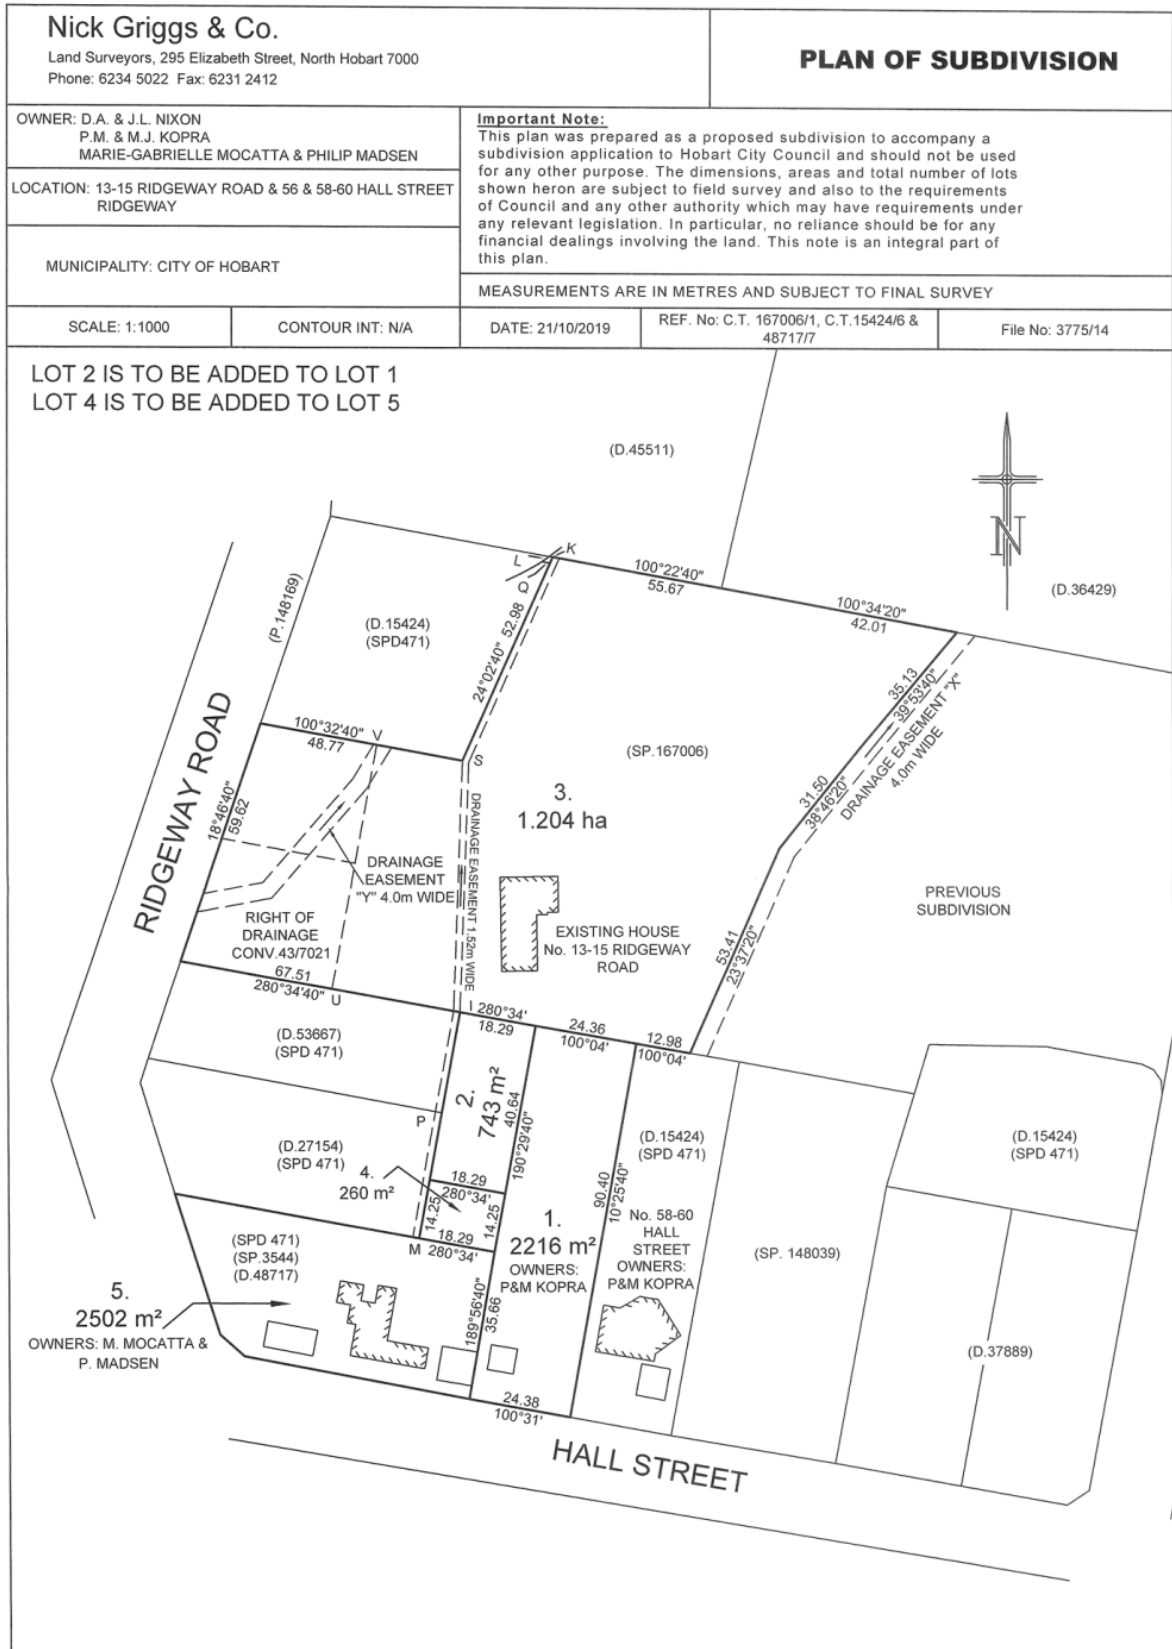 Nick Griggs & Co.
Land Surveyors, 295 Elizabeth Street, North Hobart 7000
Phone: 6234 5022 Fax: 6231 2412
PLAN OF SUBDIVISION
OWNER: D.A. & J.L. NIXON
P.M. & M.J. KOPRA
MARIE-GABRIELLE MOCATTA & PHILIP MADSEN
LOCATION: 13-15 RIDGEWAY ROAD & 56 & 58-60 HALL STREET
RIDGEWAY
MUNICIPALITY: CITY OF HOBART
Important Note:
This plan was prepared as a proposed subdivision to accompany a
subdivision application to Hobart City Council and should not be used
for any other purpose. The dimensions, areas and total number of lots
shown heron are subject to field survey and also to the requirements
of Council and any other authority which may have requirements under
any relevant legislation. In particular, no reliance should be for any
financial dealings involving the land. This note is an integral part of
this plan.
MEASUREMENTS ARE IN METRES AND SUBJECT TO FINAL SURVEY
SCALE: 1:1000
CONTOUR INT: N/A
DATE: 21/10/2019
REF. No: C.T. 167006/1, C.T.15424/6 &
48717/7
File No: 3775/14
LOT 2 IS TO BE ADDED TO LOT 1
LOT 4 IS TO BE ADDED TO LOT 5
(D.45511)
N
(D.36429)
K
L
Q
100°22'40"
55.67
100°34'20"
42.01
(P.148169)
(D.15424)
(SPD471)
24°02'40" 52.98
35.13
39°53'40"
DRAINAGE EASEMENT "X"
4.0m WIDE
31.50
38°46'20"
RIDGEWAY ROAD
100°32'40"
48.77
V
S
(SP.167006)
3.
1.204 ha
18°46'40"
59.62
DRAINAGE
EASEMENT
"Y" 4.0m WIDE
DRAINAGE EASEMENT 1.52m WIDE
RIGHT OF
DRAINAGE
CONV.43/7021
EXISTING HOUSE
No. 13-15 RIDGEWAY
ROAD
PREVIOUS
SUBDIVISION
53.41
23°37'20"
67.51
280°34'40"
U
I
280°34'
18.29
24.36
100°04'
12.98
100°04'
(D.53667)
(SPD 471)
2.
743 m²
40.64
190°29'40"
P
(D.27154)
(SPD 471)
4.
260 m²
18.29
280°34'
14.25
14.25
18.29
280°34'
M
90.40
10°25'40"
(D.15424)
(SPD 471)
No. 58-60
HALL
STREET
OWNERS:
P&M KOPRA
(D.15424)
(SPD 471)
(SP. 148039)
(D.37889)
1.
2216 m²
OWNERS:
P&M KOPRA
(SPD 471)
(SP.3544)
(D.48717)
5.
2502 m²
OWNERS: M. MOCATTA &
P. MADSEN
189°56'40"
35.66
24.38
100°31'
HALL STREET